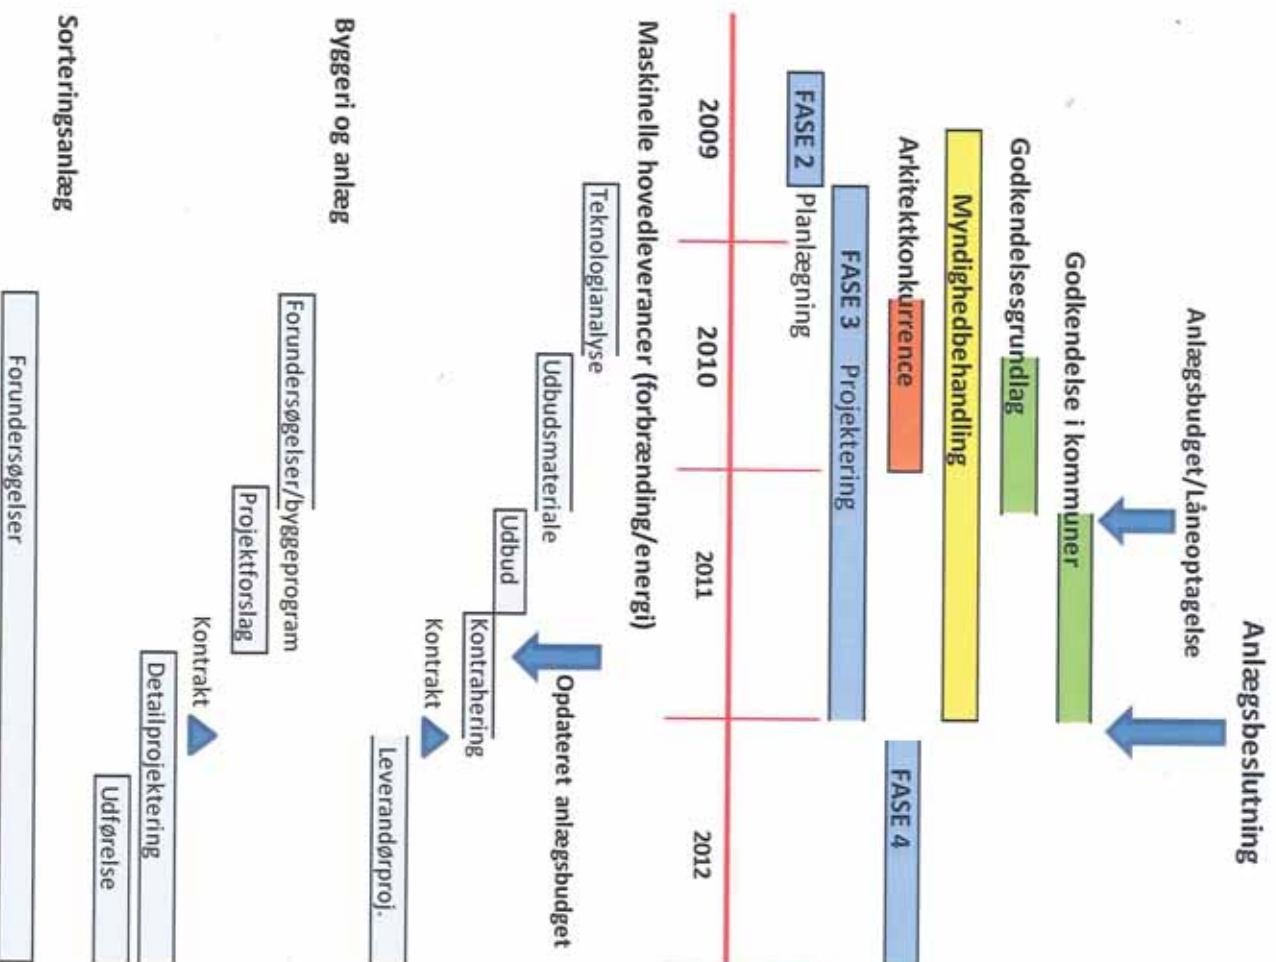 Anlægsbeslutning
Anlægsbudget/Låneoptagelse
Godkendelse i kommuner
Godkendelsesgrundlag
Myndighedbehandling
Arkitektkonkurrence
FASE 4
FASE 3 Projektering
FASE 2 Planlægning
2009 2010 2011 2012
Maskinelle hovedleverancer (forbrænding/energi)
Teknologianalyse
Opdateret anlægsbudget
Udbudsmateriale
Udbud
Kontrahering
Kontrakt
Leverandørproj.
Byggeri og anlæg
Forundersøgelser/byggeprogram
Projektforslag
Kontrakt
Detailprojektering
Udførelse
Sorteringsanlæg
Forundersøgelser